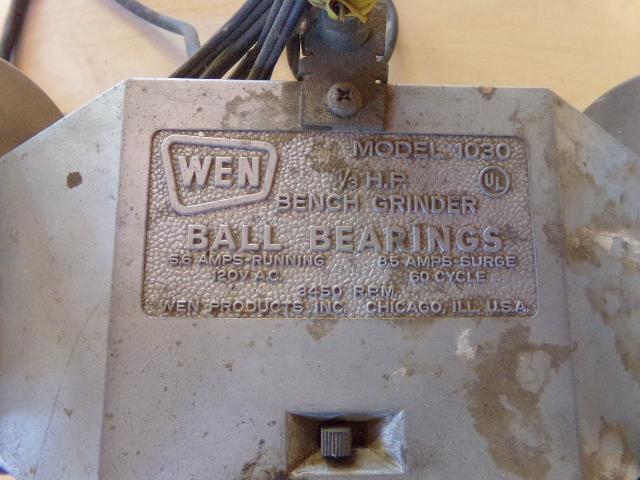 WEN
MODEL 1030
1/3 H.P.
UL
BENCH GRINDER
BALL BEARINGS
5.6 AMPS-RUNNING 8.5 AMPS-SURGE
120V A.C. 60 CYCLE
3450 R.P.M.
WEN PRODUCTS, INC. CHICAGO, ILL. U.S.A.